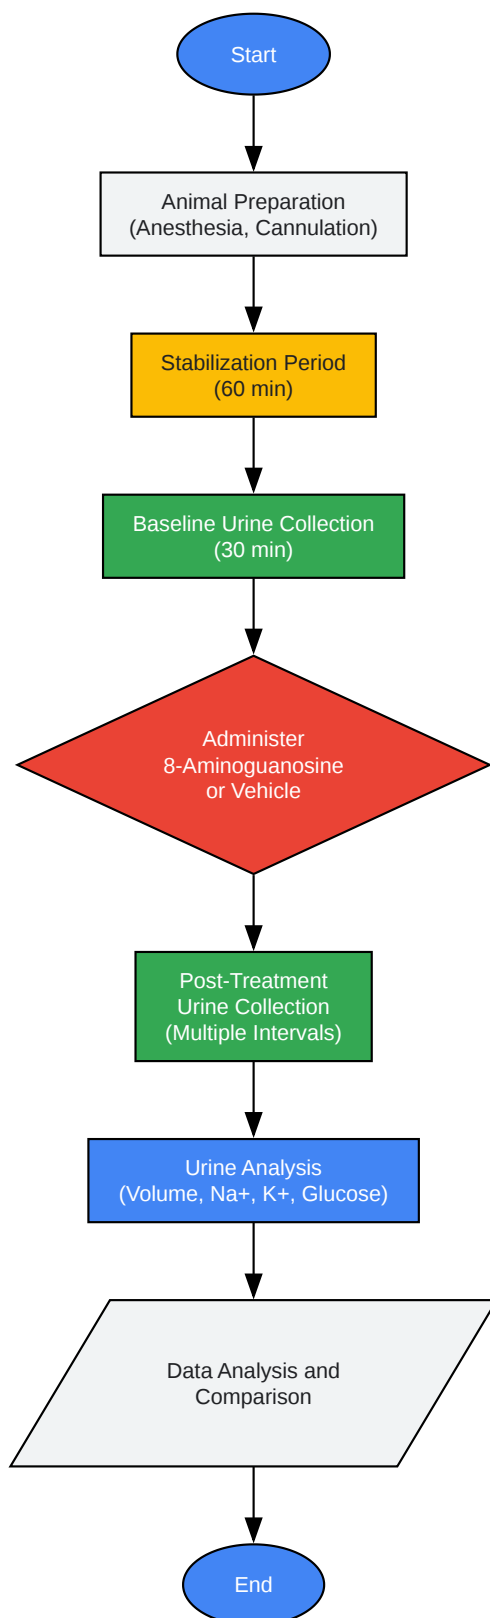 Start
Animal Preparation
(Anesthesia, Cannulation)
Stabilization Period
(60 min)
Baseline Urine Collection
(30 min)
Administer
8-Aminoguanosine
or Vehicle
Post-Treatment
Urine Collection
(Multiple Intervals)
Urine Analysis
(Volume, Na+, K+, Glucose)
Data Analysis and
Comparison
End